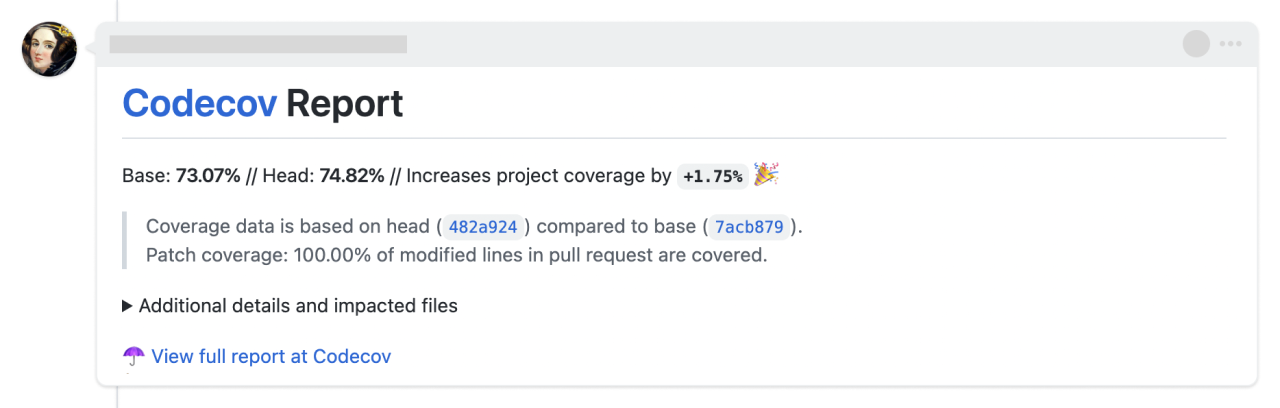 Codecov Report
Base: 73.07% // Head: 74.82% // Increases project coverage by +1.75% 🎉
Coverage data is based on head (482a924) compared to base (7acb879).
Patch coverage: 100.00% of modified lines in pull request are covered.
▶ Additional details and impacted files
☂ View full report at Codecov